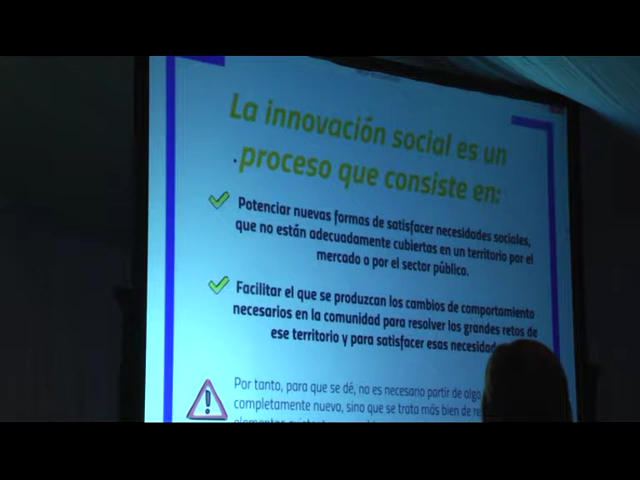 La innovación social es un
proceso que consiste en:
Potenciar nuevas formas de satisfacer necesidades sociales,
que no están adecuadamente cubiertas en un territorio por el
mercado o por el sector público.
Facilitar el que se produzcan los cambios de comportamiento
necesarios en la comunidad para resolver los grandes retos de
ese territorio y para satisfacer esas
Por tanto, para que se dé, no es necesario partir de algo
completamente nuevo, sino que se trata más bien de